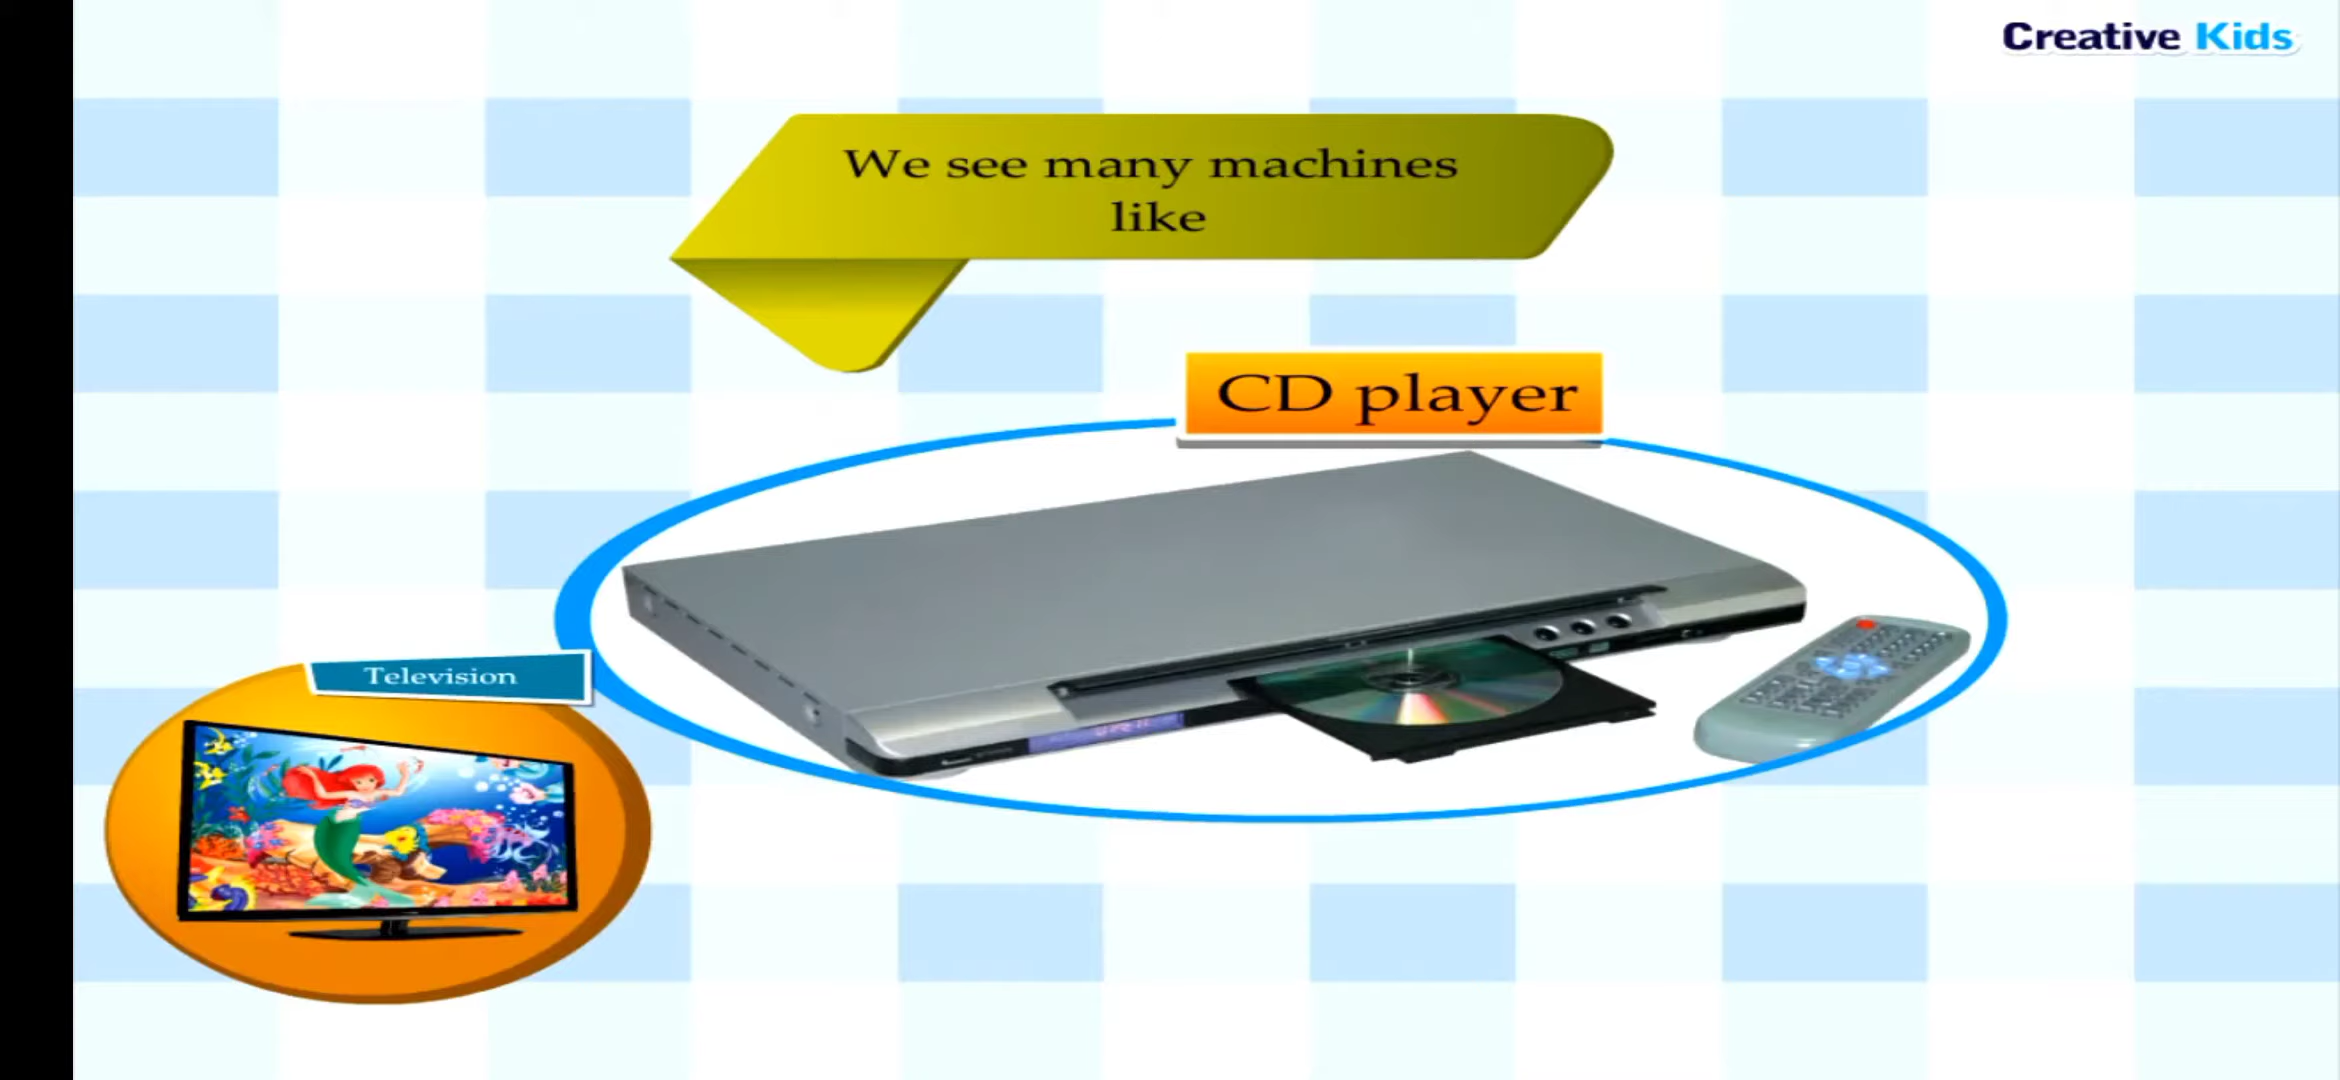 Creative Kids
We see many machines
like
CD player
Television